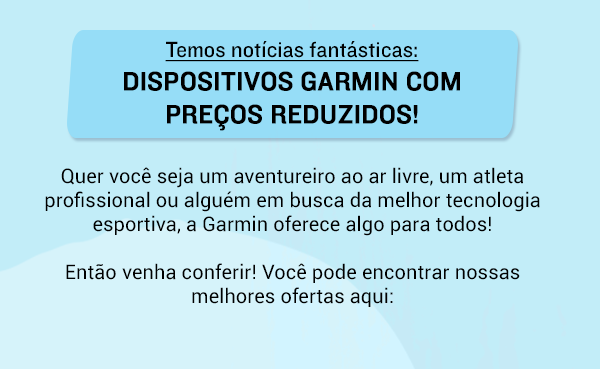 Temos notícias fantásticas:
DISPOSITIVOS GARMIN COM
PREÇOS REDUZIDOS!
Quer você seja um aventureiro ao ar livre, um atleta
profissional ou alguém em busca da melhor tecnologia
esportiva, a Garmin oferece algo para todos!
Então venha conferir! Você pode encontrar nossas
melhores ofertas aqui: